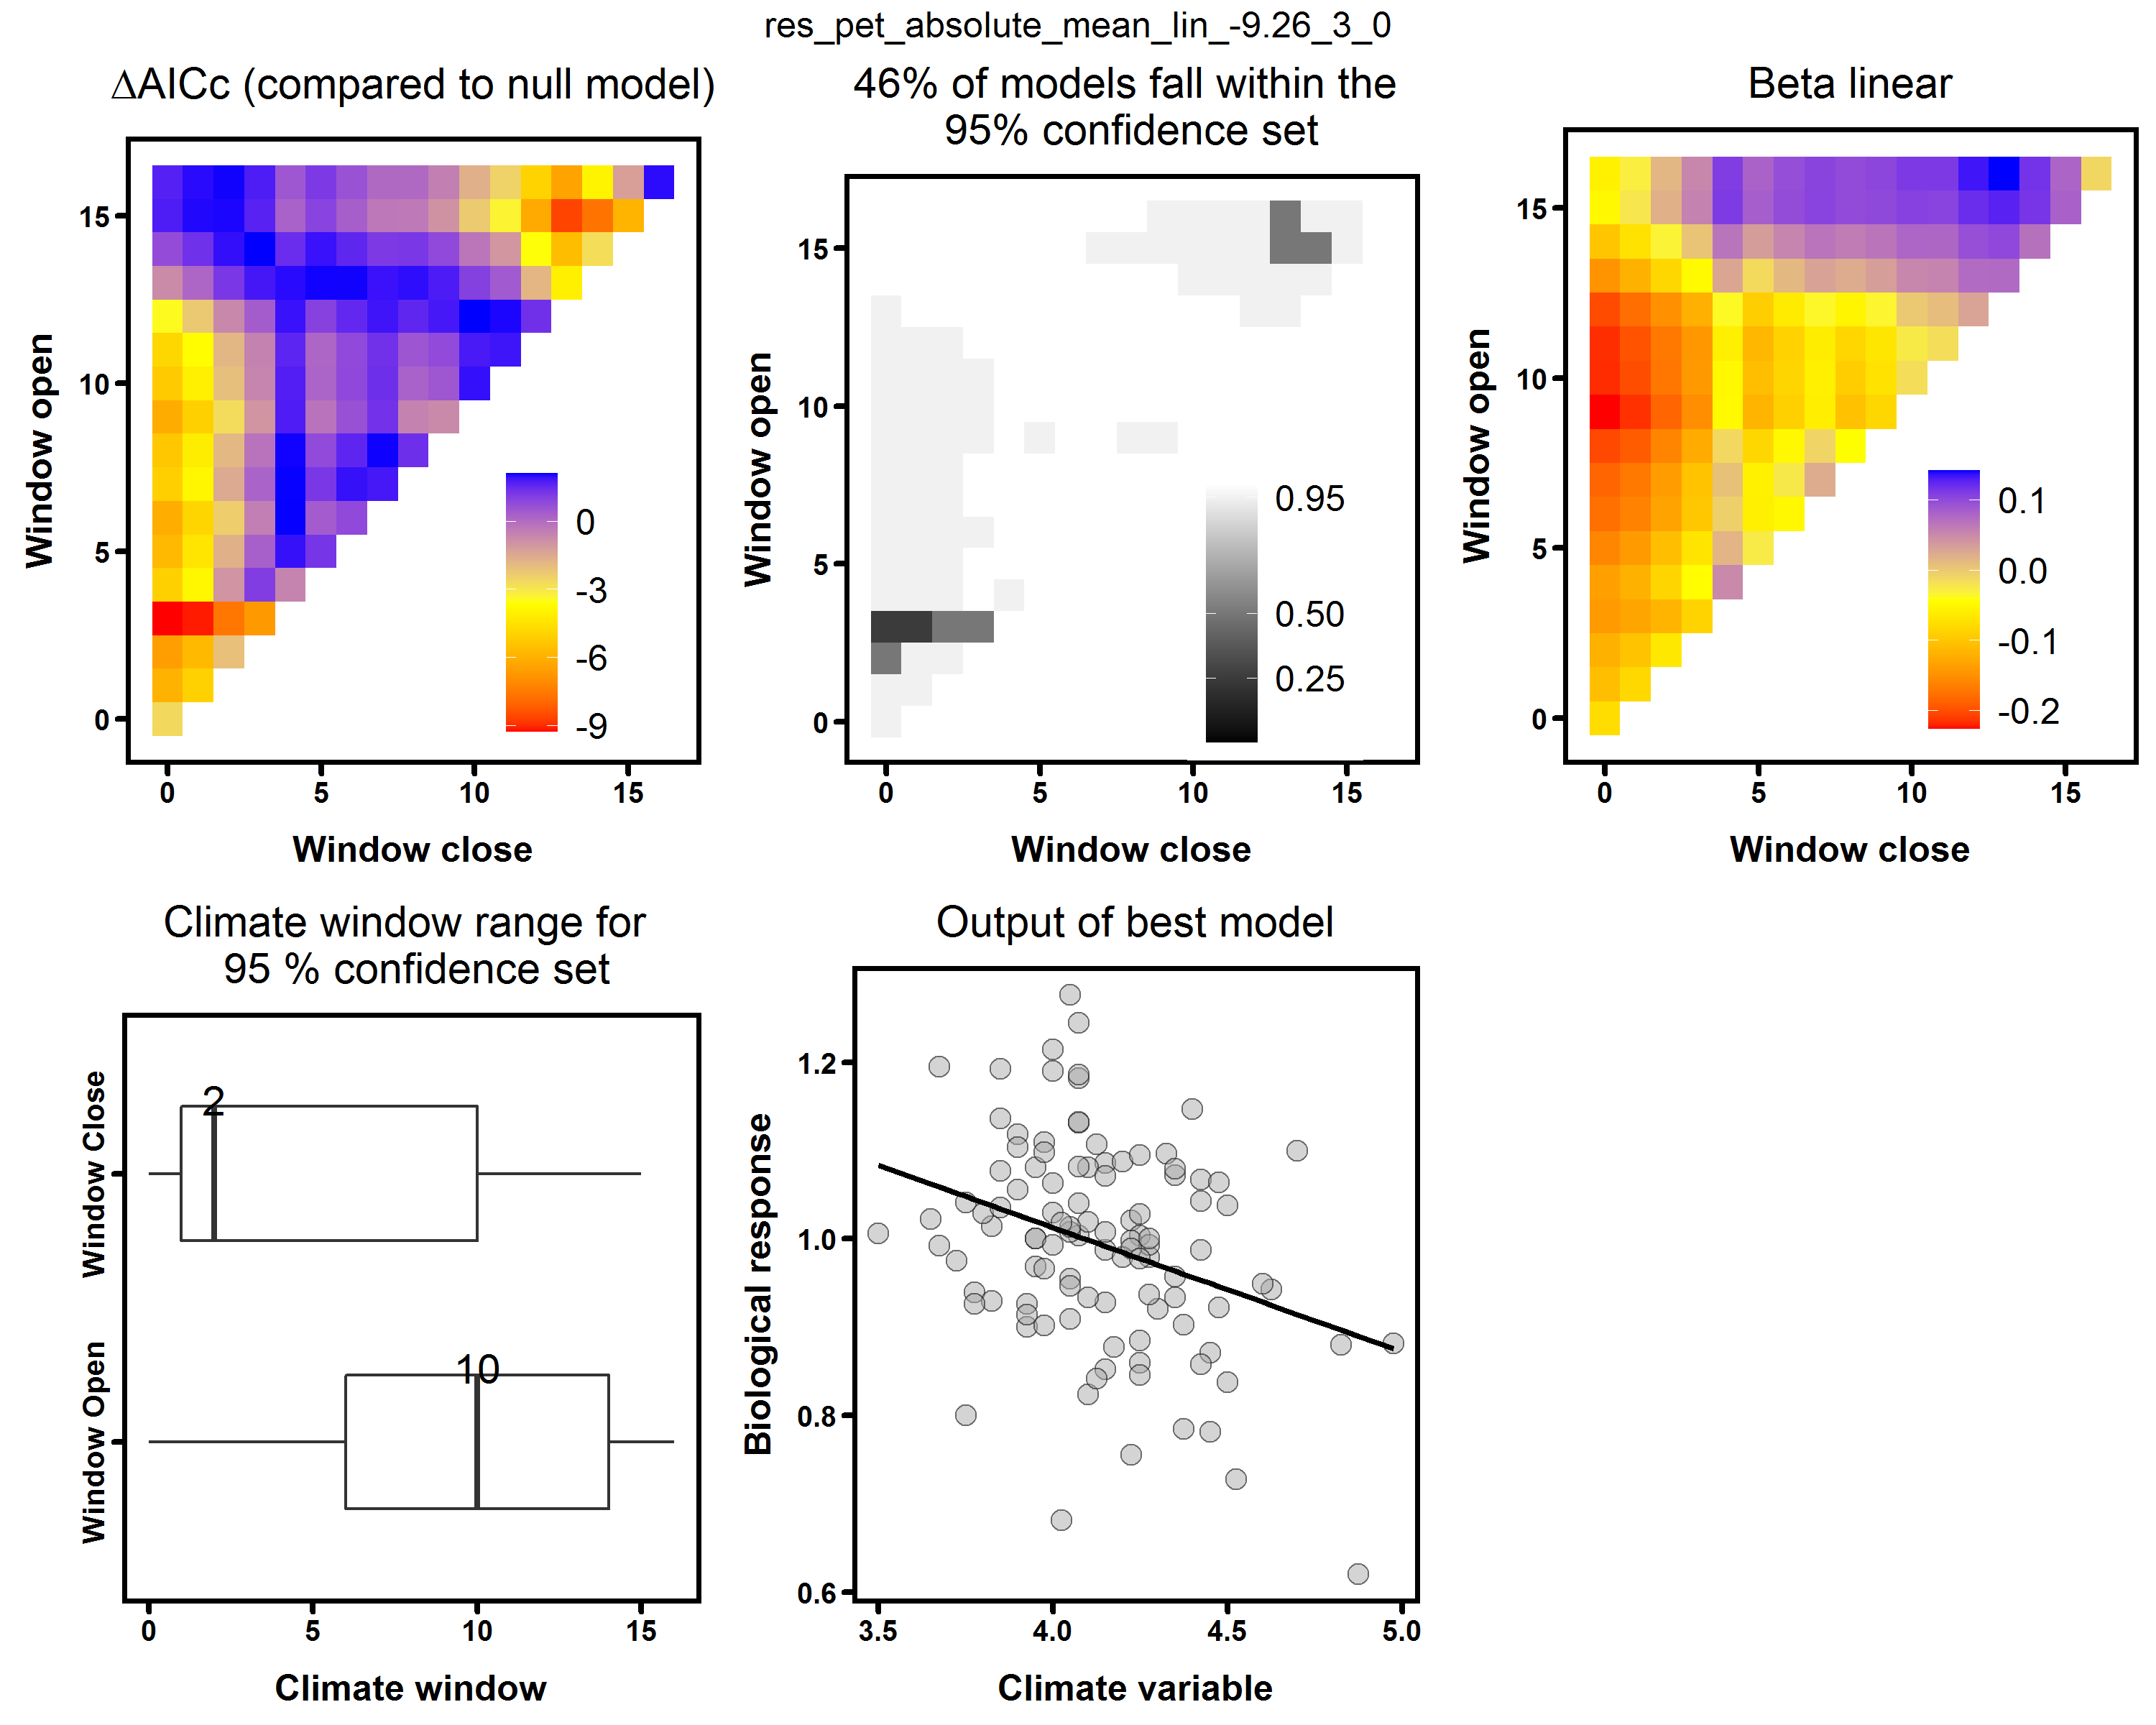 res_pet_absolute_mean_lin_-9.26_3_0
ΔAICc (compared to null model)
Window open
15
10
5
0
0
-3
-6
-9
0 5 10 15
Window close
46% of models fall within the
95% confidence set
Window open
15
10
5
0
0.95
0.50
0.25
0 5 10 15
Window close
Beta linear
Window open
15
10
5
0
0.1
0.0
-0.1
-0.2
0 5 10 15
Window close
Climate window range for
95 % confidence set
Window Close
2
Window Open
10
0 5 10 15
Climate window
Output of best model
Biological response
1.2
1.0
0.8
0.6
3.5 4.0 4.5 5.0
Climate variable